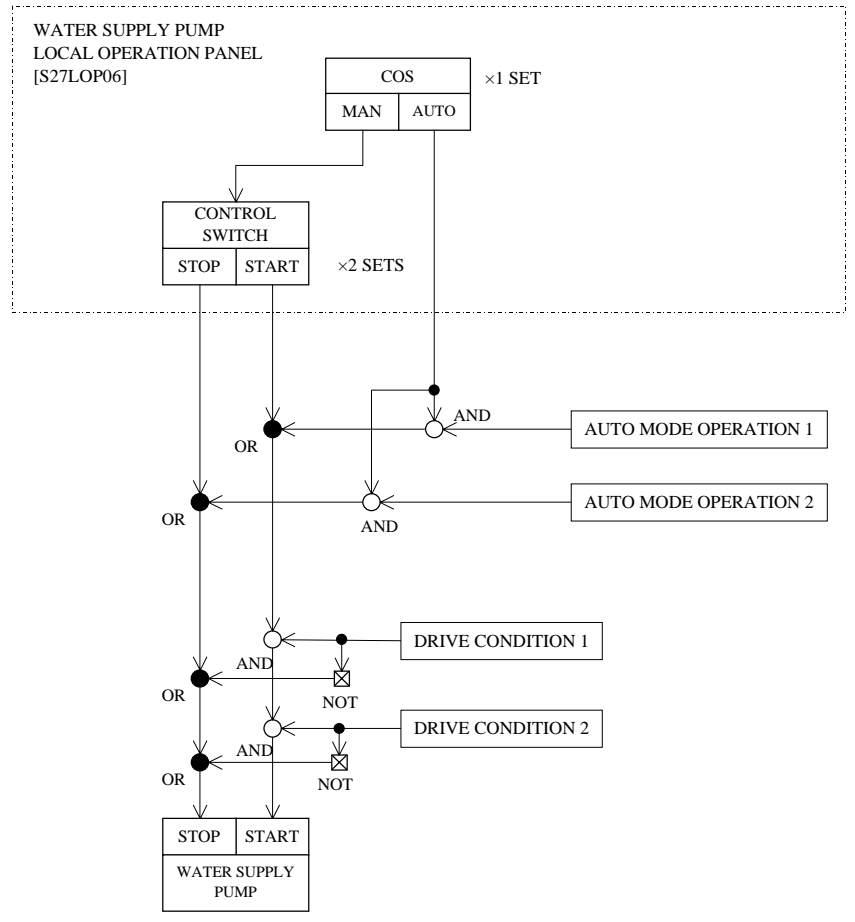 WATER SUPPLY PUMP
LOCAL OPERATION PANEL
[S27LOP06]
COS
×1 SET
MAN
AUTO
CONTROL
SWITCH
STOP
START
×2 SETS
AND
OR
AUTO MODE OPERATION 1
AUTO MODE OPERATION 2
OR
AND
DRIVE CONDITION 1
AND
OR
NOT
DRIVE CONDITION 2
AND
OR
NOT
STOP
START
WATER SUPPLY
PUMP